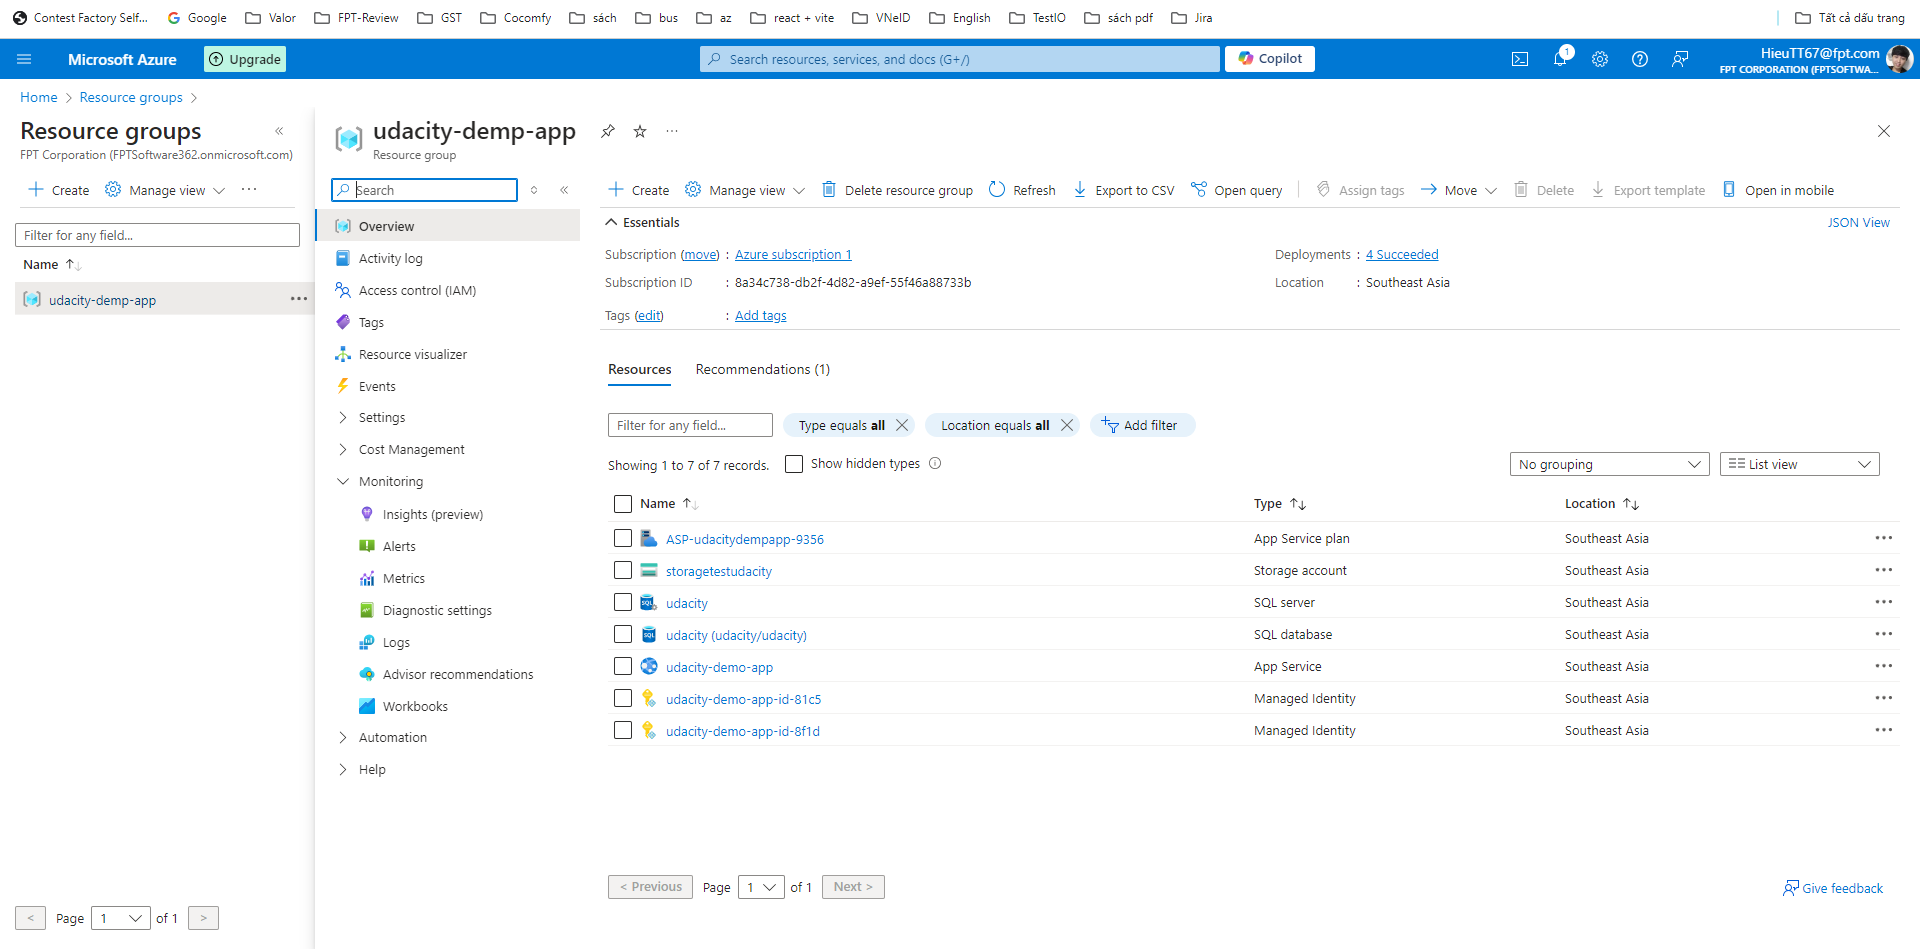 Contest Factory Self... Google Valor FPT-Review GST Cocomfy sách bus az react + vite VNeID English TestIO sách pdf Jira Tất cả dấu trang
Microsoft Azure Upgrade Search resources, services, and docs (G+/) Copilot 1 HieuTT67@fpt.com
FPT CORPORATION (FPTSOFTWA...
Home > Resource groups >
Resource groups «
FPT Corporation (FPTSoftware362.onmicrosoft.com)
Create Manage view ...
Filter for any field...
Name
udacity-demp-app ...
Page 1 of 1
udacity-demp-app ...
Resource group
Search «
Overview
Activity log
Access control (IAM)
Tags
Resource visualizer
Events
Settings
Cost Management
Monitoring
Insights (preview)
Alerts
Metrics
Diagnostic settings
Logs
Advisor recommendations
Workbooks
Automation
Help
Create Manage view Delete resource group Refresh Export to CSV Open query Assign tags Move Delete Export template Open in mobile
Essentials JSON View
Subscription (move) : Azure subscription 1 Deployments : 4 Succeeded
Subscription ID : 8a34c738-db2f-4d82-a9ef-55f46a88733b Location : Southeast Asia
Tags (edit) : Add tags
Resources Recommendations (1)
Filter for any field... Type equals all Location equals all Add filter
Showing 1 to 7 of 7 records. Show hidden types No grouping List view
Name Type Location
ASP-udacitydempapp-9356 App Service plan Southeast Asia ...
storagetestudacity Storage account Southeast Asia ...
udacity SQL server Southeast Asia ...
udacity (udacity/udacity) SQL database Southeast Asia ...
udacity-demo-app App Service Southeast Asia ...
udacity-demo-app-id-81c5 Managed Identity Southeast Asia ...
udacity-demo-app-id-8f1d Managed Identity Southeast Asia ...
< Previous Page 1 of 1 Next > Give feedback